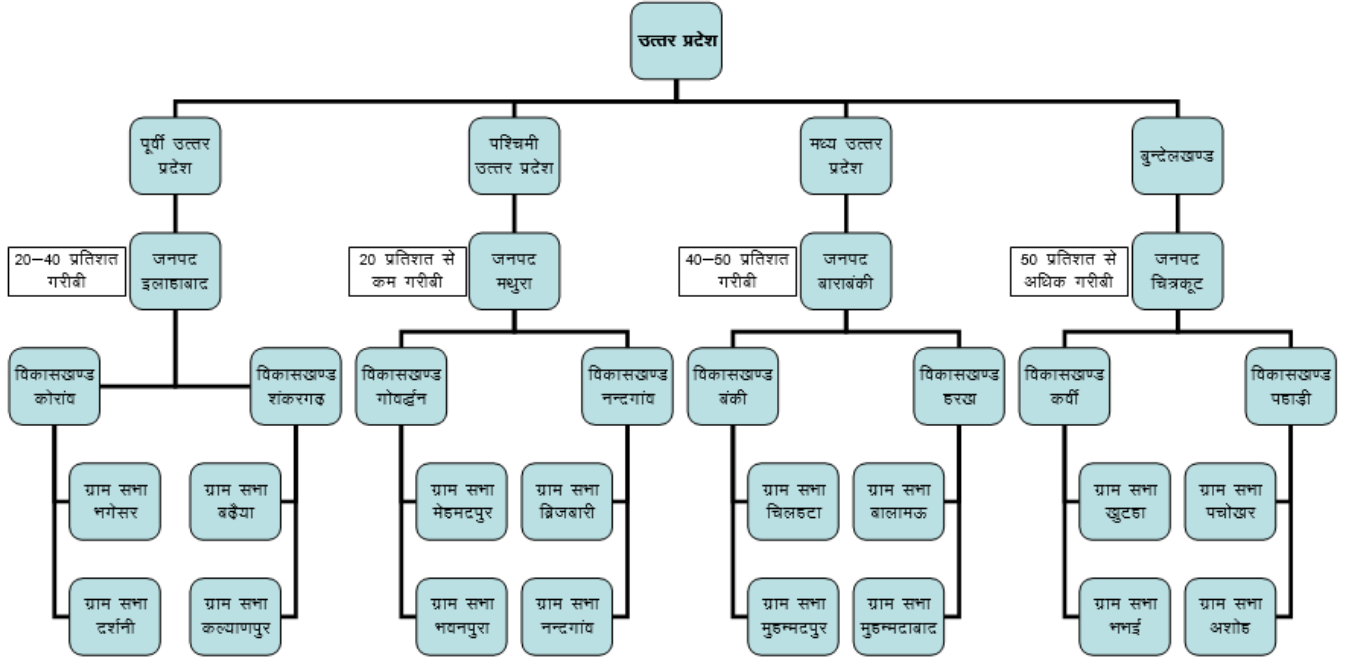 उत्तर प्रदेश
पूर्वी उत्तर
प्रदेश
पश्चिमी
उत्तर प्रदेश
मध्य उत्तर
प्रदेश
बुन्देलखण्ड
20–40 प्रतिशत
गरीबी
जनपद
इलाहाबाद
20 प्रतिशत से
कम गरीबी
जनपद
मथुरा
40–50 प्रतिशत
गरीबी
जनपद
बाराबंकी
50 प्रतिशत से
अधिक गरीबी
जनपद
चित्रकूट
विकासखण्ड
कोरांव
विकासखण्ड
शंकरगढ़
विकासखण्ड
गोवर्द्धन
विकासखण्ड
नन्दगांव
विकासखण्ड
बंकी
विकासखण्ड
हरख
विकासखण्ड
कर्वी
विकासखण्ड
पहाड़ी
ग्राम सभा
भगेसर
ग्राम सभा
बढ़ैया
ग्राम सभा
मेहमदपुर
ग्राम सभा
ब्रिजबारी
ग्राम सभा
चिलहटा
ग्राम सभा
बालामऊ
ग्राम सभा
खुटहा
ग्राम सभा
पचोखर
ग्राम सभा
दर्शनी
ग्राम सभा
कल्याणपुर
ग्राम सभा
भवनपुरा
ग्राम सभा
नन्दगांव
ग्राम सभा
मुहम्मदपुर
ग्राम सभा
मुहम्मदाबाद
ग्राम सभा
भभई
ग्राम सभा
अशोह